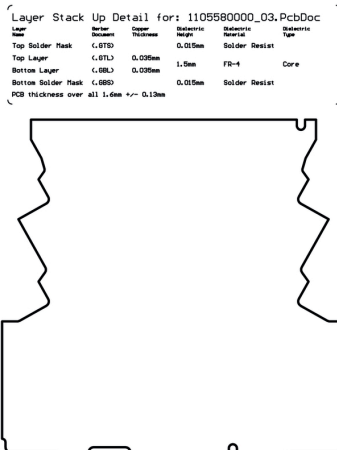 Layer Stack Up Detail for: 1105580000_03.PcbDoc
Layer Name Gerber Document Copper Thickness Dielectric Height Dielectric Material Dielectric Type
Top Solder Mask (.GTS) 0.015mm Solder Resist
Top Layer (.GTL) 0.035mm
1.5mm FR-4 Core
Bottom Layer (.GBL) 0.035mm
Bottom Solder Mask (.GBS) 0.015mm Solder Resist
PCB thickness over all 1.6mm +/- 0.13mm